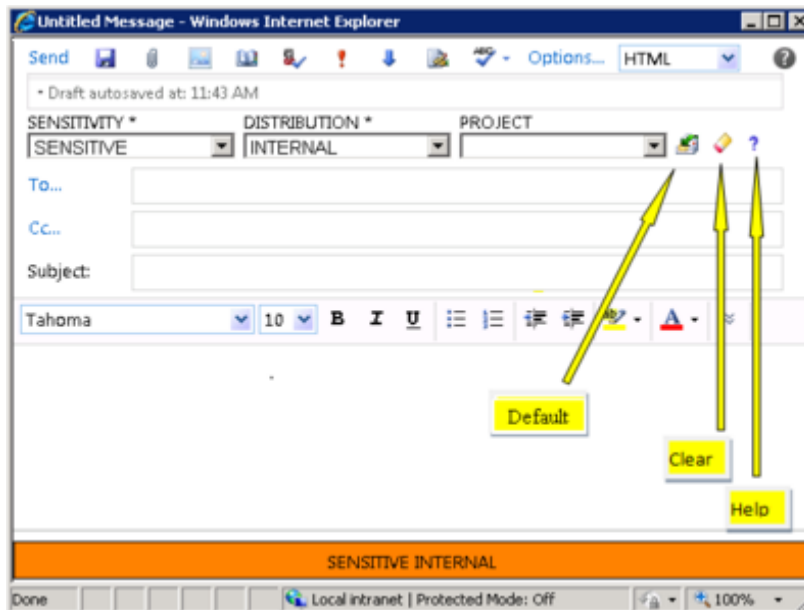 Untitled Message - Windows Internet Explorer
Send ABC Options... HTML ?
• Draft autosaved at: 11:43 AM
SENSITIVITY * DISTRIBUTION * PROJECT
SENSITIVE INTERNAL ?
To...
Cc...
Subject:
Tahoma 10 B I U A
Default
Clear
Help
SENSITIVE INTERNAL
Done Local intranet | Protected Mode: Off 100%